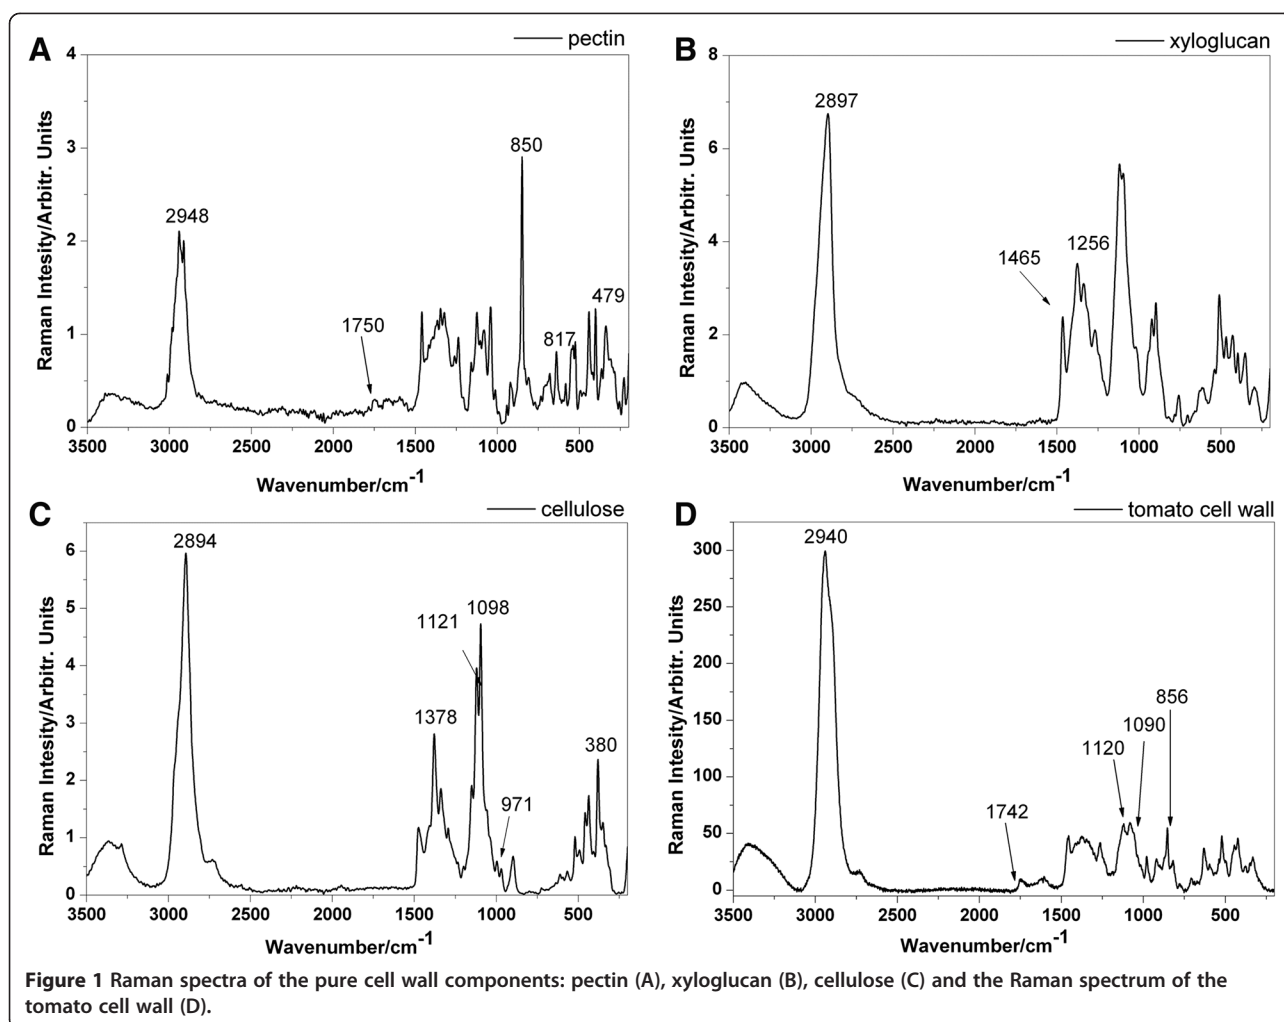 A
pectin
4
3
2
1
0
Raman Intesity/Arbitr. Units
2948
1750
850
817
479
3500 3000 2500 2000 1500 1000 500
Wavenumber/cm-1
B
xyloglucan
8
6
4
2
0
Raman Intesity/Arbitr. Units
2897
1465
1256
3500 3000 2500 2000 1500 1000 500
Wavenumber/cm-1
C
cellulose
6
5
4
3
2
1
0
Raman Intesity/Arbitr. Units
2894
1378
1121
1098
971
380
3500 3000 2500 2000 1500 1000 500
Wavenumber/cm-1
D
tomato cell wall
300
250
200
150
100
50
0
Raman Intesity/Arbitr. Units
2940
1742
1120
1090
856
3500 3000 2500 2000 1500 1000 500
Wavenumber/cm-1
Figure 1 Raman spectra of the pure cell wall components: pectin (A), xyloglucan (B), cellulose (C) and the Raman spectrum of the
tomato cell wall (D).